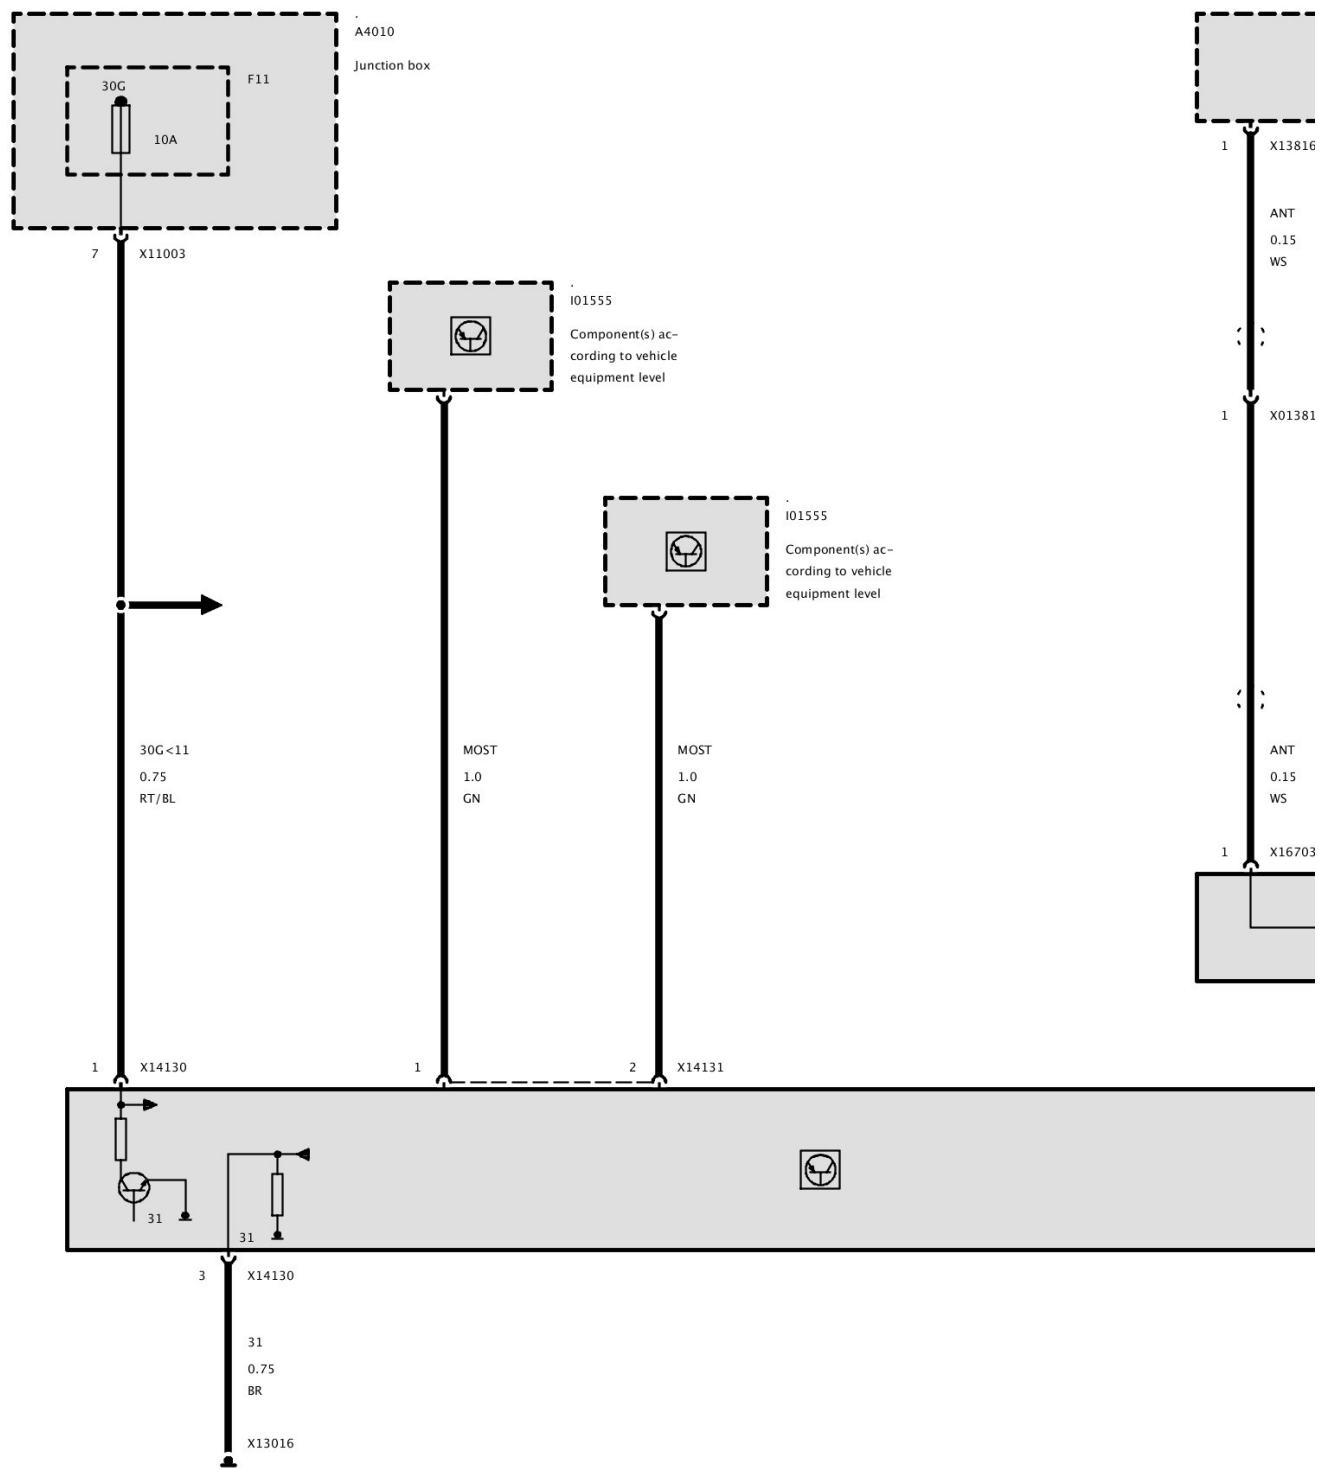 .
A4010
Junction box
F11
30G
10A
7 X11003
1 X13816
ANT
0.15
WS
.
I01555
Component(s) ac-
cording to vehicle
equipment level
1 X01381
.
I01555
Component(s) ac-
cording to vehicle
equipment level
30G<11
0.75
RT/BL
MOST
1.0
GN
MOST
1.0
GN
ANT
0.15
WS
1 X16703
1 X14130
1
2 X14131
31
31
3 X14130
31
0.75
BR
X13016